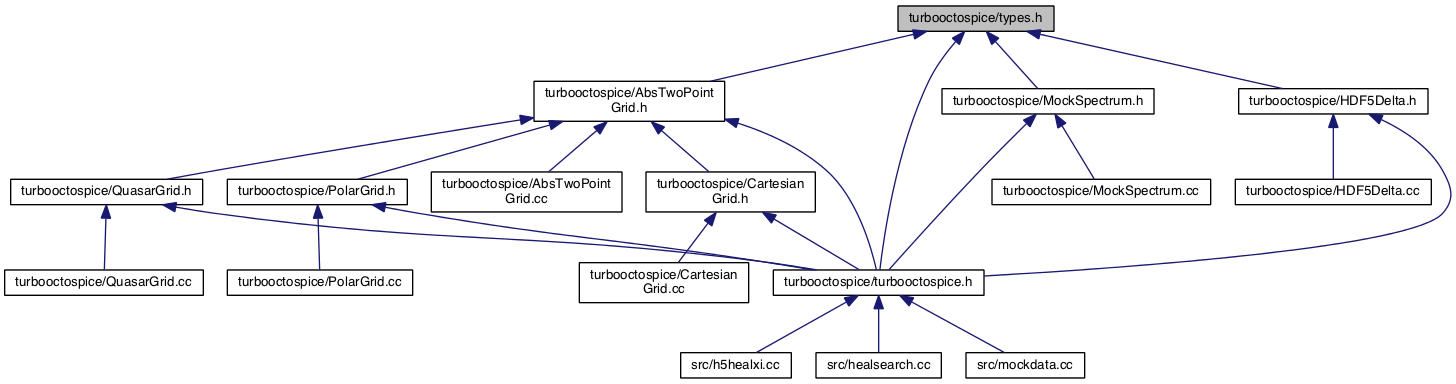 turbooctospice/types.h
turbooctospice/AbsTwoPoint
Grid.h
turbooctospice/MockSpectrum.h
turbooctospice/HDF5Delta.h
turbooctospice/QuasarGrid.h
turbooctospice/PolarGrid.h
turbooctospice/AbsTwoPoint
Grid.cc
turbooctospice/Cartesian
Grid.h
turbooctospice/MockSpectrum.cc
turbooctospice/HDF5Delta.cc
turbooctospice/QuasarGrid.cc
turbooctospice/PolarGrid.cc
turbooctospice/Cartesian
Grid.cc
turbooctospice/turbooctospice.h
src/h5healxi.cc
src/healsearch.cc
src/mockdata.cc